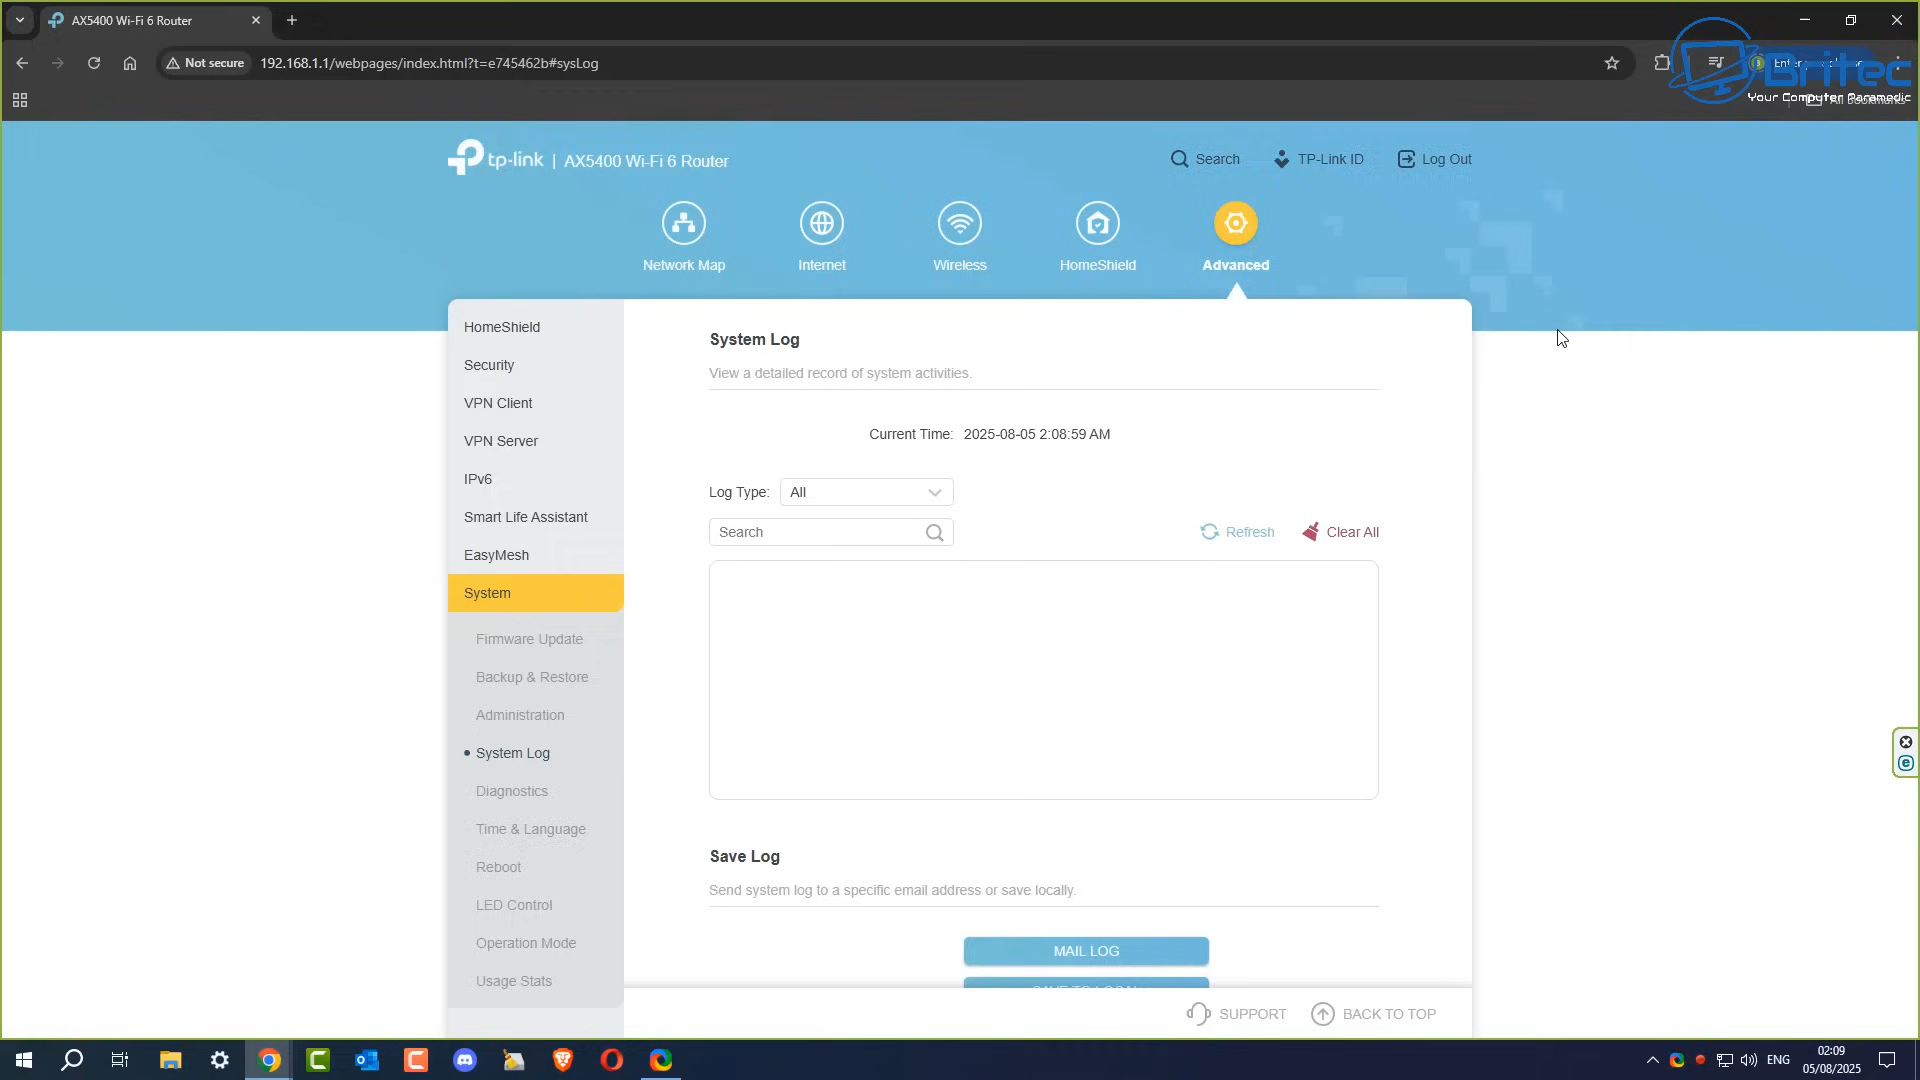 AX5400 Wi-Fi 6 Router
Not secure
192.168.1.1/webpages/index.html?t=e745462b#sysLog
Britec
Your Computer Paramedic
All Bookmarks
tp-link | AX5400 Wi-Fi 6 Router
Search
TP-Link ID
Log Out
Network Map
Internet
Wireless
HomeShield
Advanced
HomeShield
Security
VPN Client
VPN Server
IPv6
Smart Life Assistant
EasyMesh
System
Firmware Update
Backup & Restore
Administration
System Log
Diagnostics
Time & Language
Reboot
LED Control
Operation Mode
Usage Stats
System Log
View a detailed record of system activities.
Current Time: 2025-08-05 2:08:59 AM
Log Type: All
Search
Refresh
Clear All
Save Log
Send system log to a specific email address or save locally.
MAIL LOG
SAVE TO LOCAL
SUPPORT
BACK TO TOP
ENG
02:09
05/08/2025